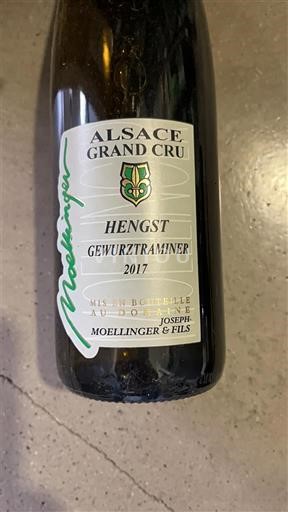 Moellinger
ALSACE
GRAND CRU
HENGST
GEWURZTRAMINER
2017
MIS EN BOUTEILLE
AU DOMAINE
JOSEPH
MOELLINGER & FILS